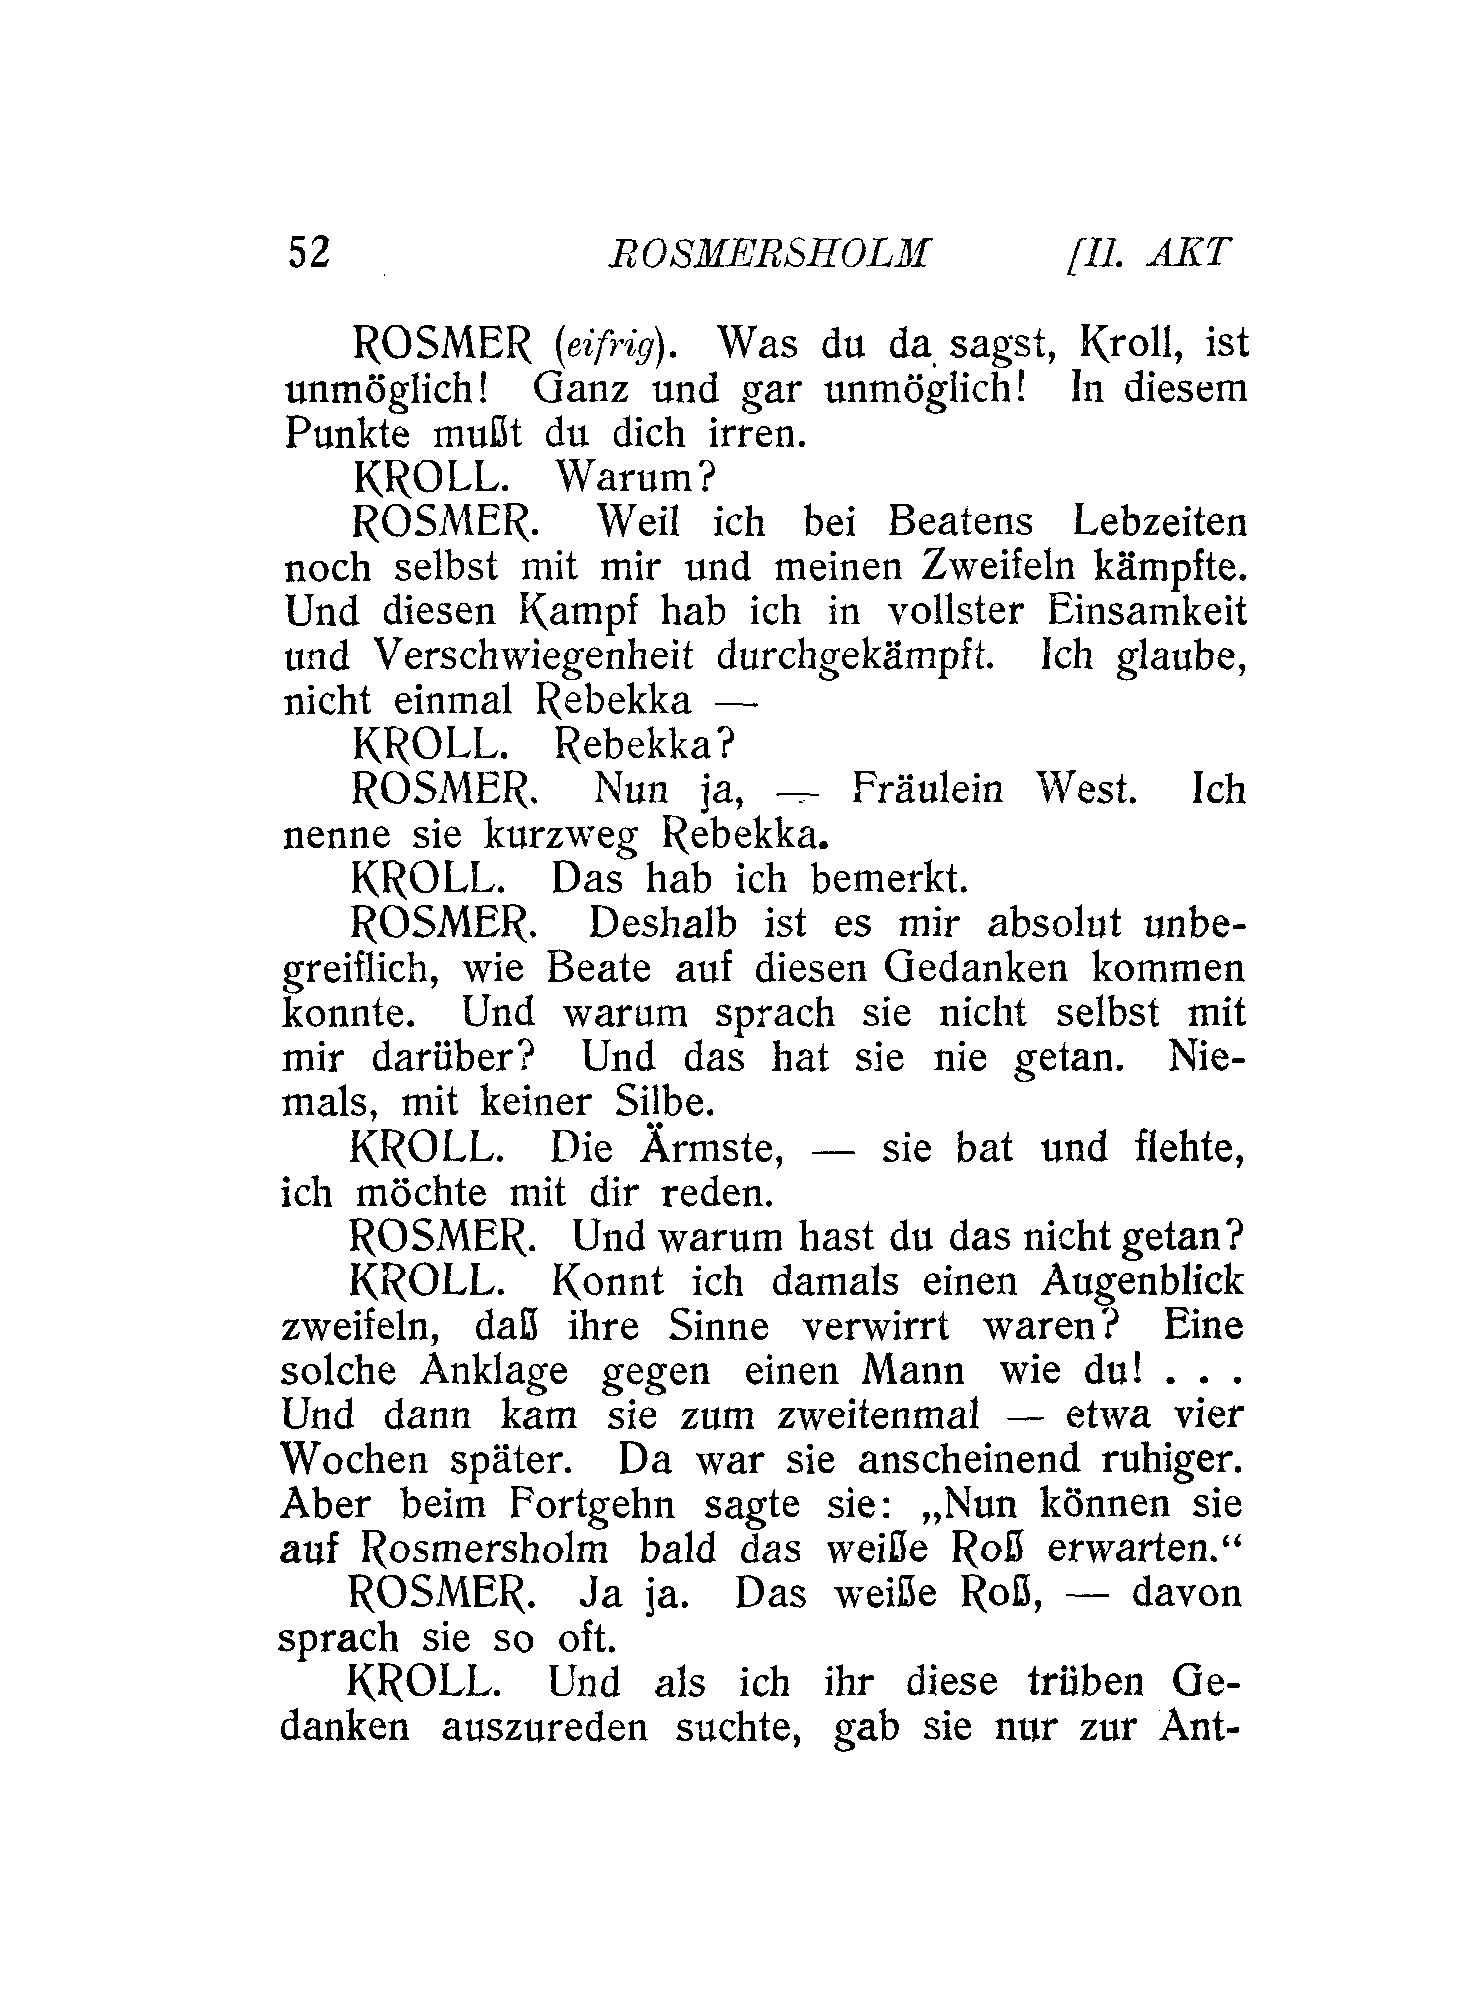 52 ROSMERSHOLM [II. AKT
ROSMER (eifrig). Was du da sagst, Kroll, ist
unmöglich! Ganz und gar unmöglich! In diesem
Punkte mußt du dich irren.
KROLL. Warum?
ROSMER. Weil ich bei Beatens Lebzeiten
noch selbst mit mir und meinen Zweifeln kämpfte.
Und diesen Kampf hab ich in vollster Einsamkeit
und Verschwiegenheit durchgekämpft. Ich glaube,
nicht einmal Rebekka —
KROLL. Rebekka?
ROSMER. Nun ja, — Fräulein West. Ich
nenne sie kurzweg Rebekka.
KROLL. Das hab ich bemerkt.
ROSMER. Deshalb ist es mir absolut unbe-
greiflich, wie Beate auf diesen Gedanken kommen
konnte. Und warum sprach sie nicht selbst mit
mir darüber? Und das hat sie nie getan. Nie-
mals, mit keiner Silbe.
KROLL. Die Ärmste, — sie bat und flehte,
ich möchte mit dir reden.
ROSMER. Und warum hast du das nicht getan?
KROLL. Konnt ich damals einen Augenblick
zweifeln, daß ihre Sinne verwirrt waren? Eine
solche Anklage gegen einen Mann wie du! . . .
Und dann kam sie zum zweitenmal — etwa vier
Wochen später. Da war sie anscheinend ruhiger.
Aber beim Fortgehn sagte sie: „Nun können sie
auf Rosmersholm bald das weiße Roß erwarten.“
ROSMER. Ja ja. Das weiße Roß, — davon
sprach sie so oft.
KROLL. Und als ich ihr diese trüben Ge-
danken auszureden suchte, gab sie nur zur Ant-